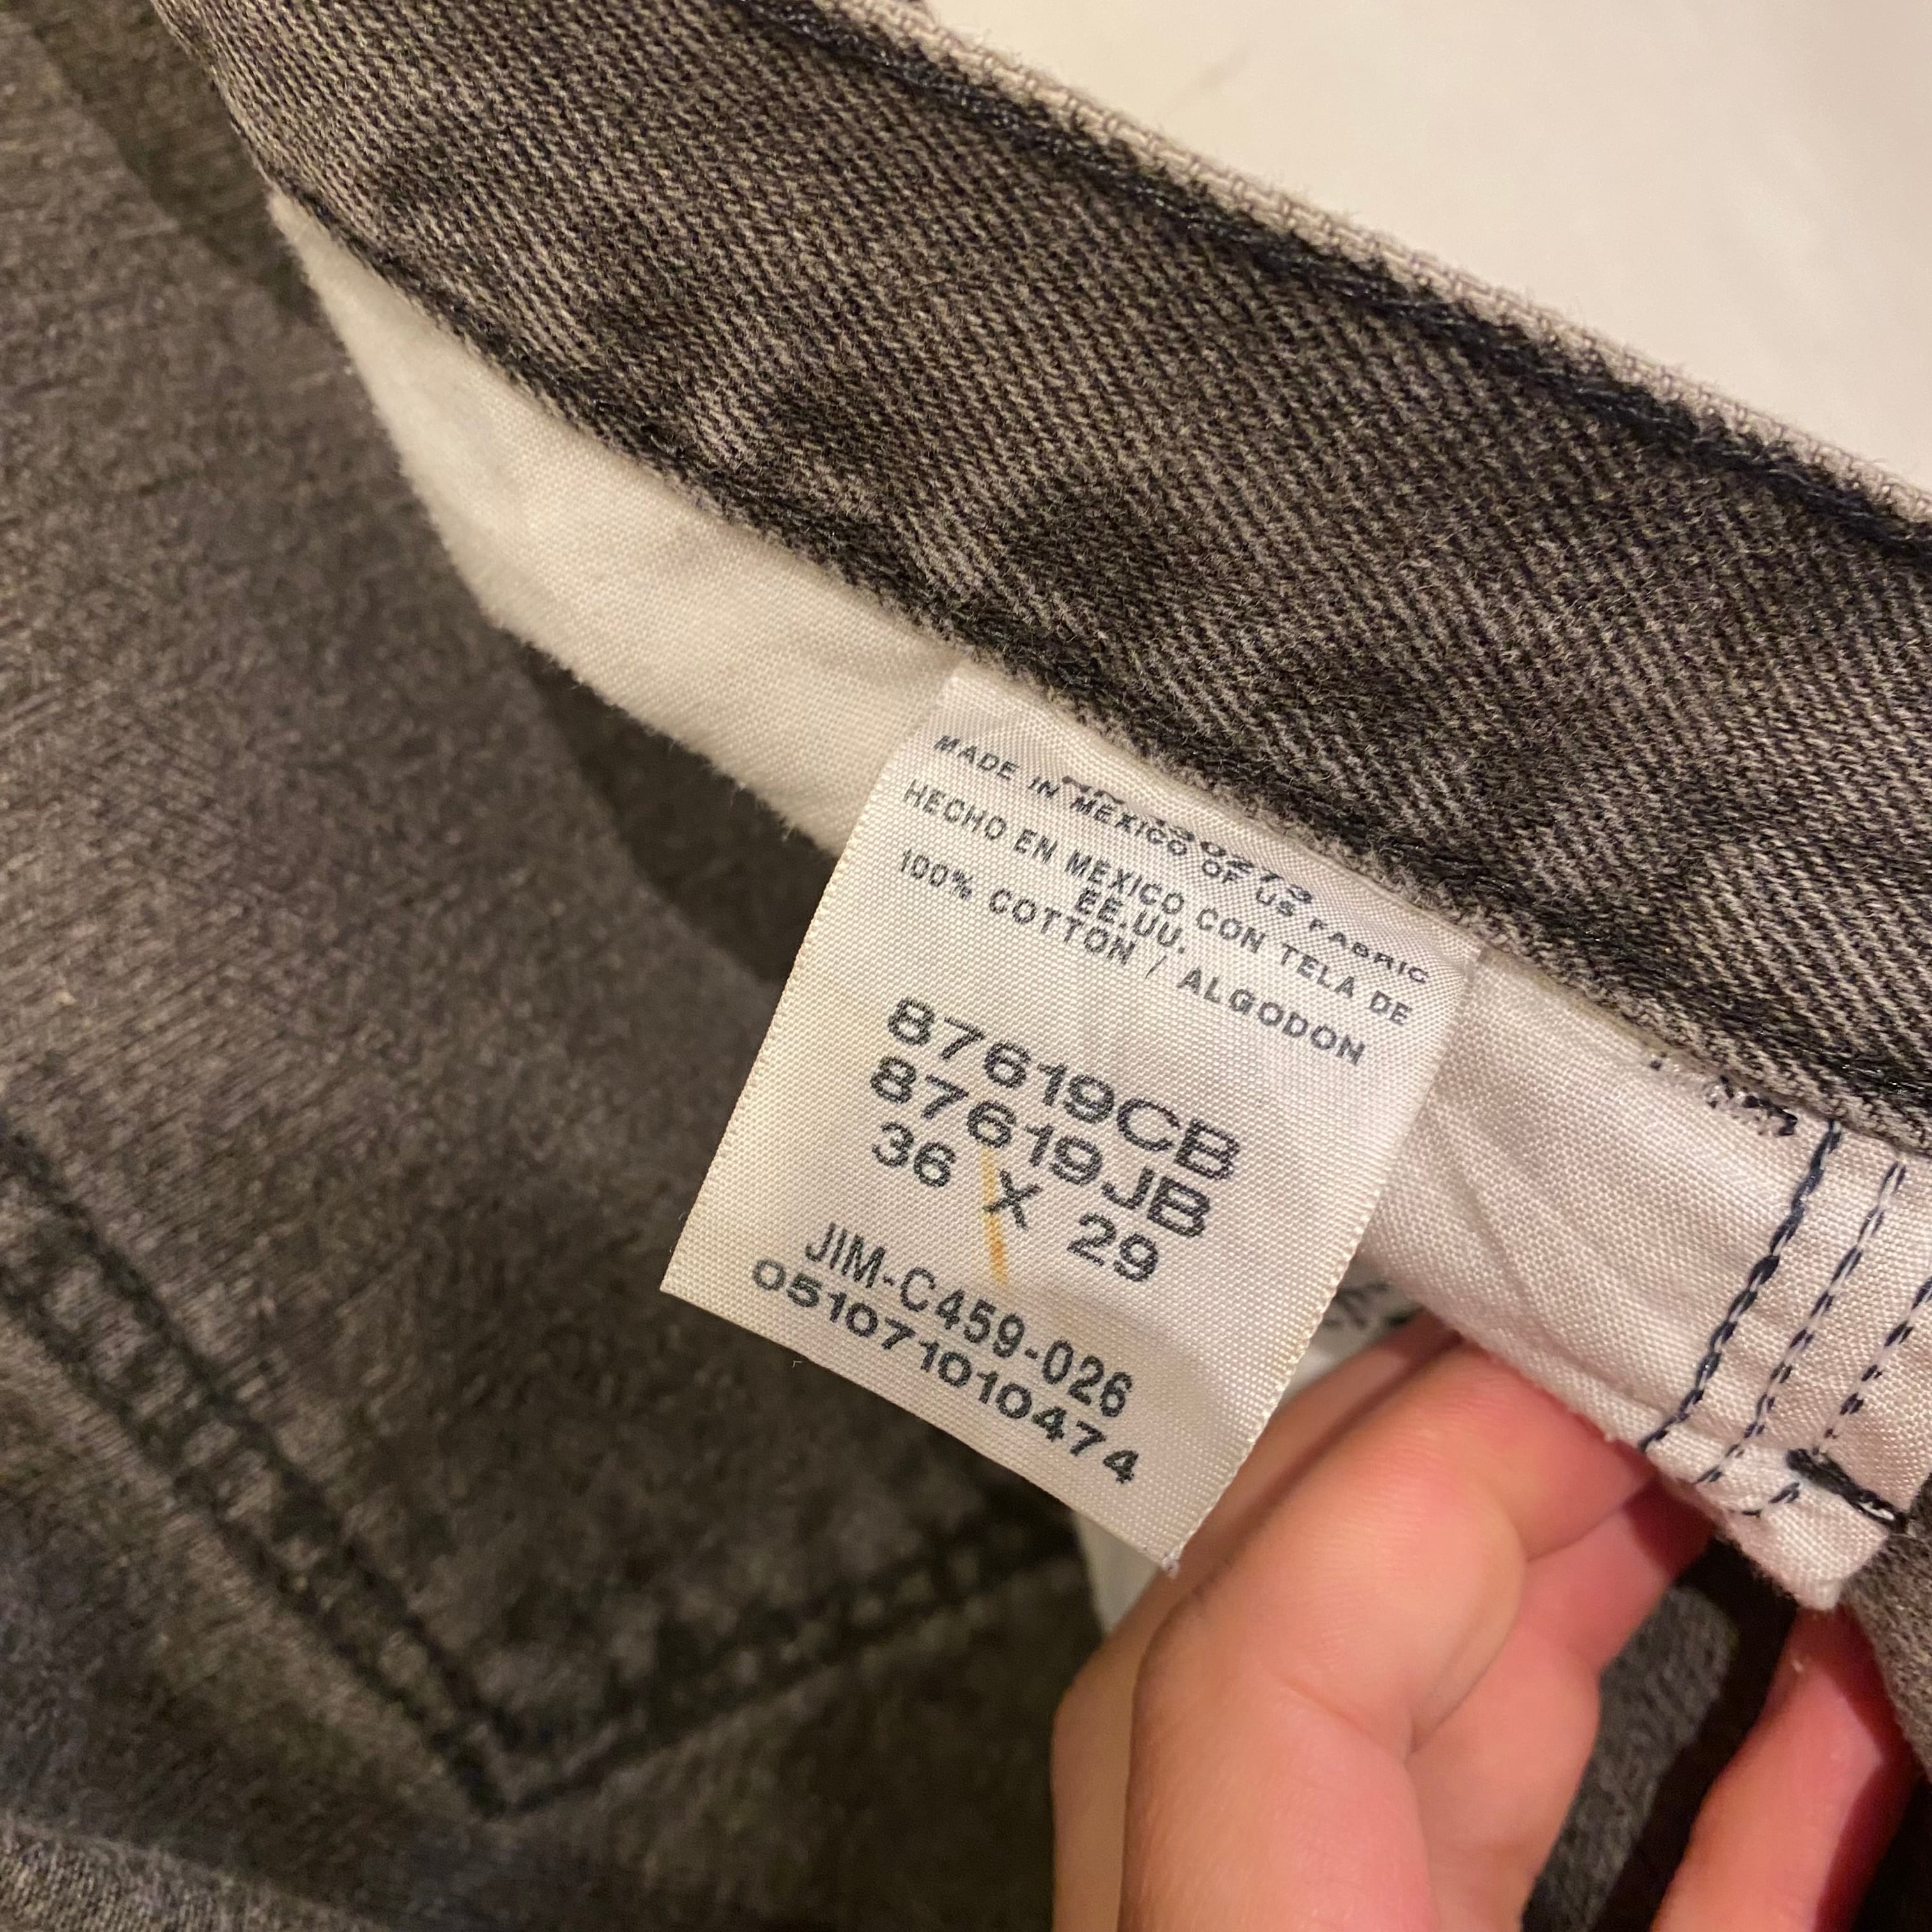 MADE IN MEXICO OF US FABRIC
HECHO EN MEXICO CON TELA DE
EE.UU.
100% COTTON / ALGODON
87619CB
87619JB
36 X 29
JIM-C459-026
051071010474